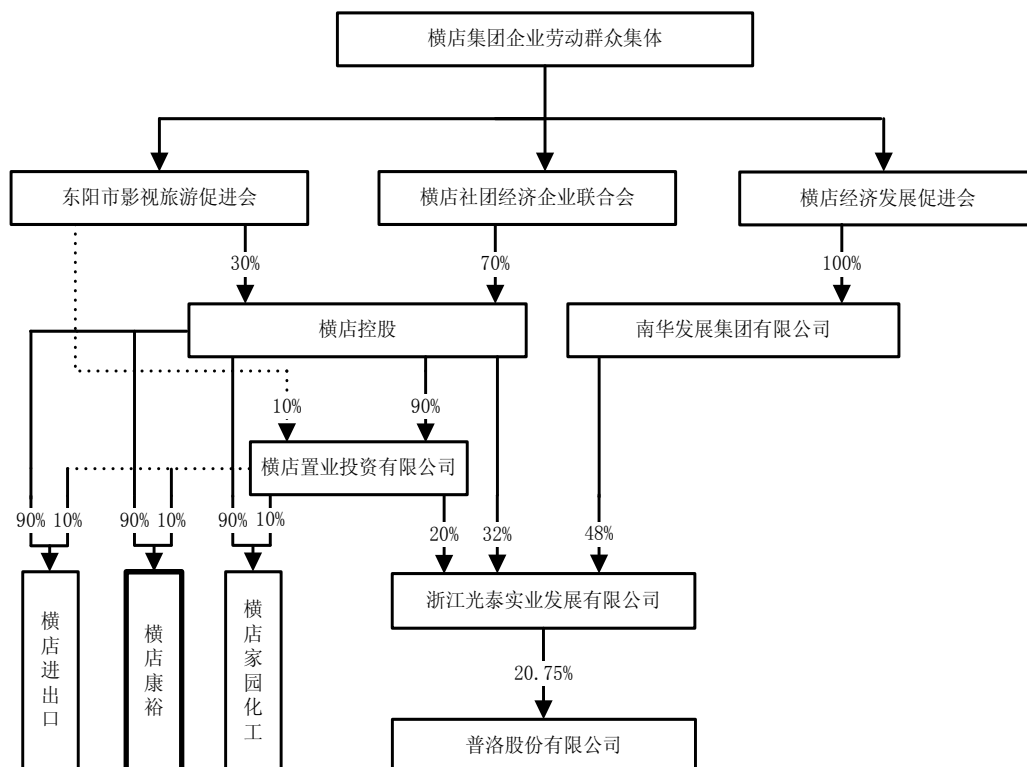 横店集团企业劳动群众集体
东阳市影视旅游促进会
横店社团经济企业联合会
横店经济发展促进会
30%
70%
100%
横店控股
南华发展集团有限公司
10%
90%
横店置业投资有限公司
90%
10%
90%
10%
90%
10%
20%
32%
48%
横店进出口
横店康裕
横店家园化工
浙江光泰实业发展有限公司
20.75%
普洛股份有限公司